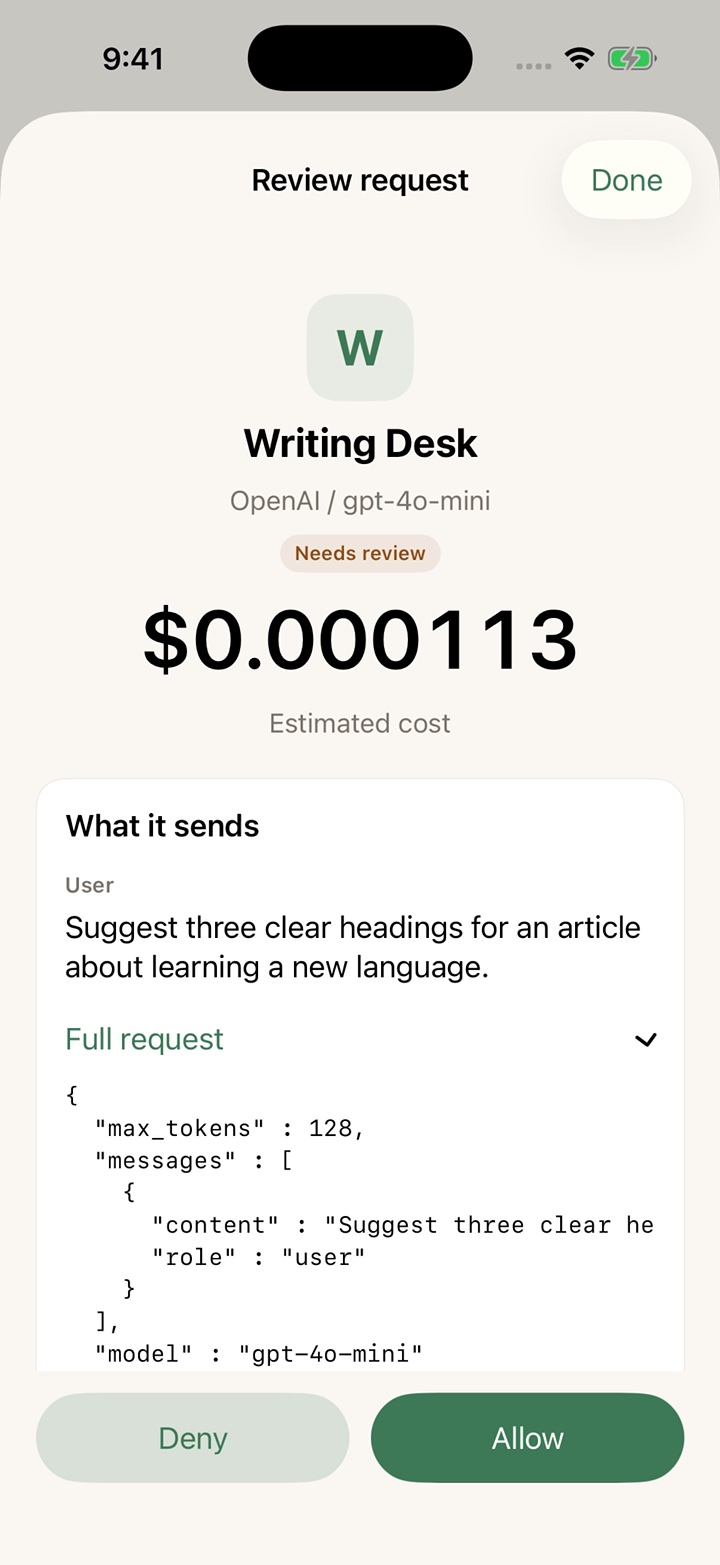 9:41
Review request
Done
W
Writing Desk
OpenAI / gpt-4o-mini
Needs review
$0.000113
Estimated cost
What it sends
User
Suggest three clear headings for an article
about learning a new language.
Full request
{
  "max_tokens" : 128,
  "messages" : [
    {
      "content" : "Suggest three clear he
      "role" : "user"
    }
  ],
  "model" : "gpt-4o-mini"
Deny
Allow